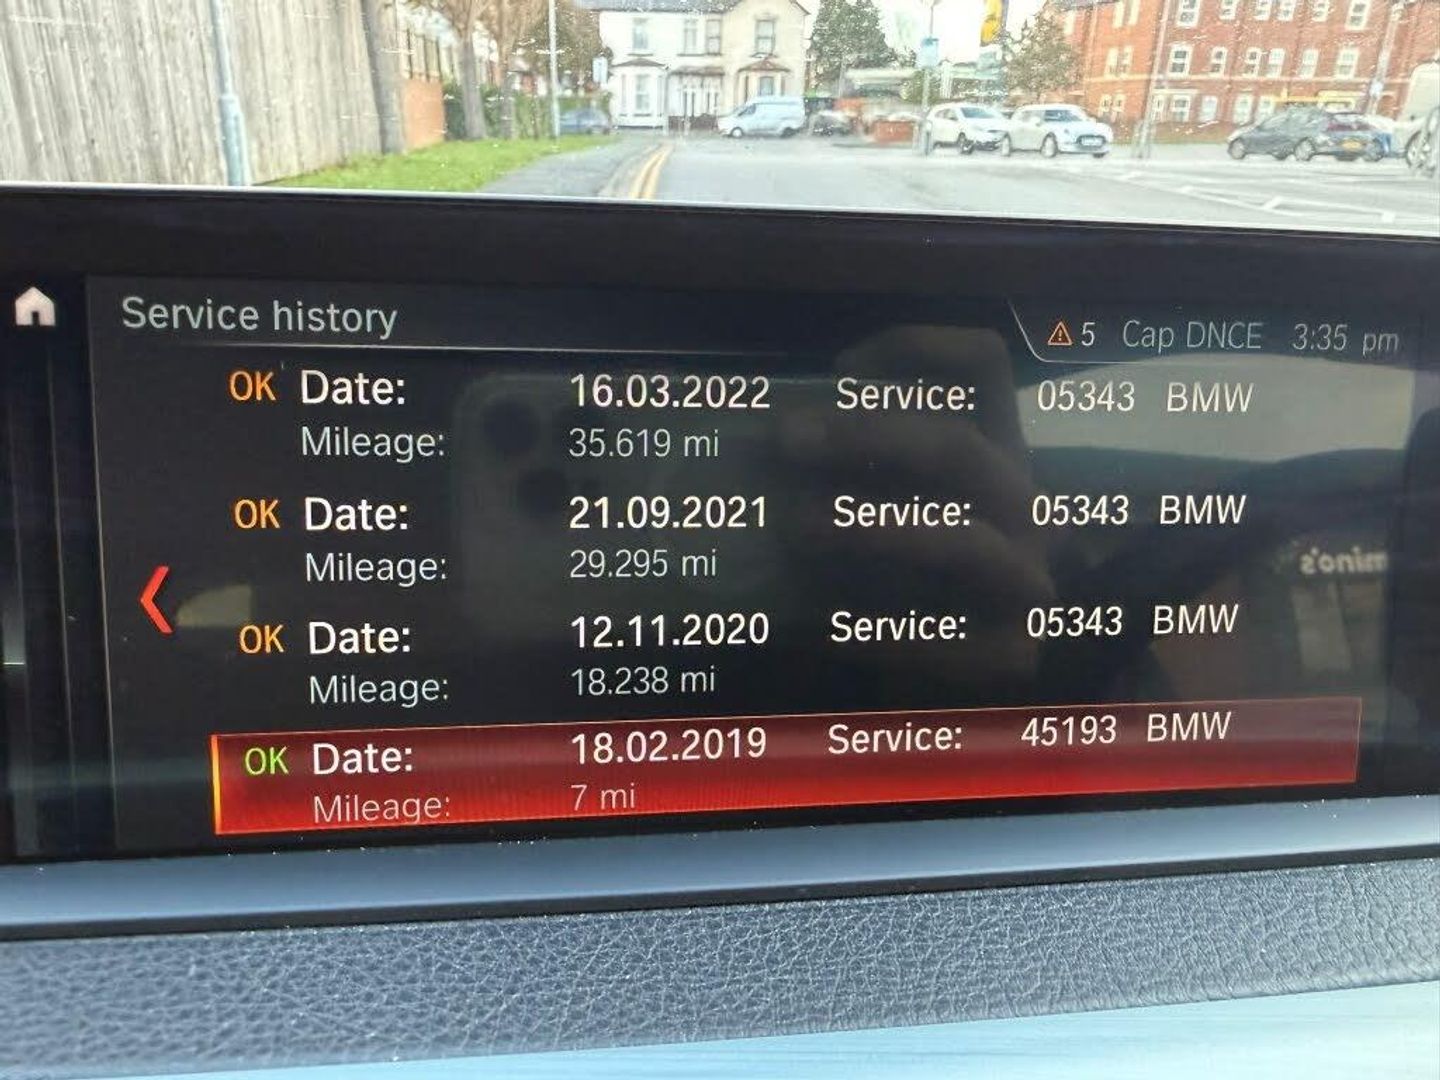 Service history
5 Cap DNCE 3:35 pm
OK Date: 16.03.2022 Service: 05343 BMW
Mileage: 35.619 mi
OK Date: 21.09.2021 Service: 05343 BMW
Mileage: 29.295 mi
OK Date: 12.11.2020 Service: 05343 BMW
Mileage: 18.238 mi
OK Date: 18.02.2019 Service: 45193 BMW
Mileage: 7 mi